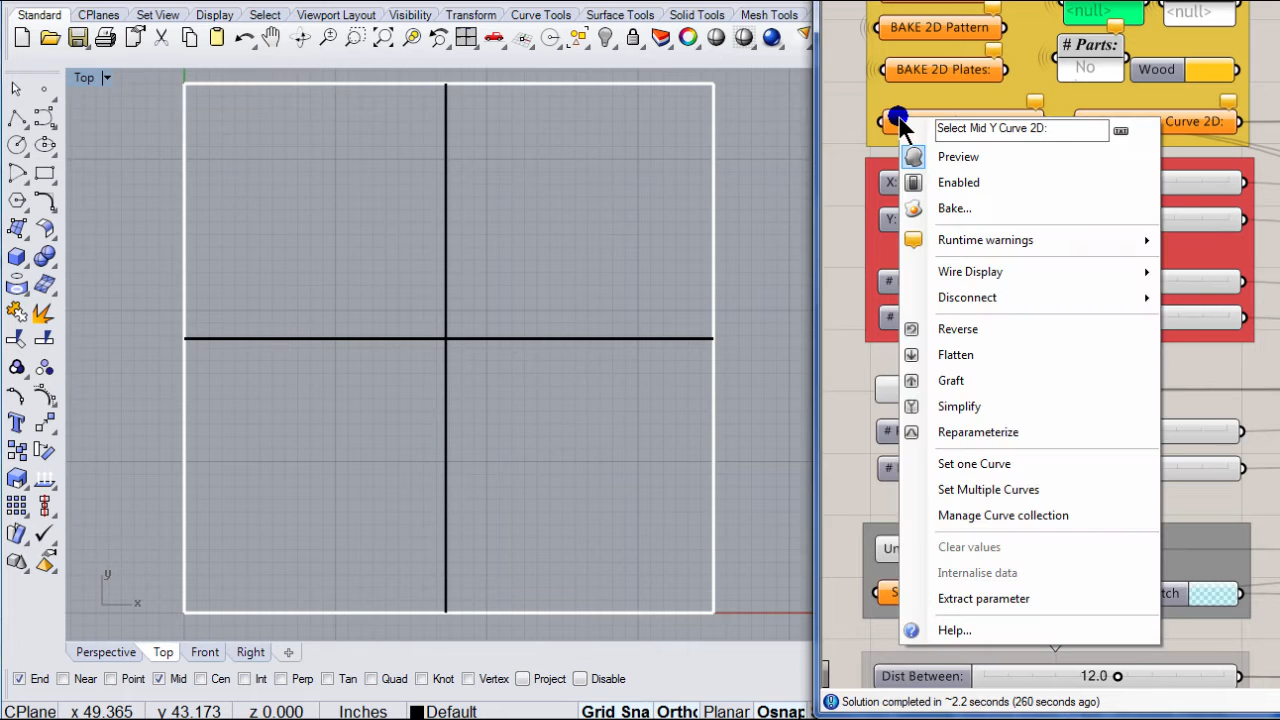 Standard CPlanes Set View Display Select Viewport Layout Visibility Transform Curve Tools Surface Tools Solid Tools Mesh Tools
Top
y
x
Perspective Top Front Right
End Near Point Mid Cen Int Perp Tan Quad Knot Vertex Project Disable
CPlane x 49.365 y 43.173 z 0.000 Inches Default Grid Sna Ortho Planar Osnap
<null> <null>
BAKE 2D Pattern
# Parts:
No
BAKE 2D Plates:
Wood
Curve 2D:
Select Mid Y Curve 2D:
Preview
Enabled
Bake...
Runtime warnings
Wire Display
Disconnect
Reverse
Flatten
Graft
Simplify
Reparameterize
Set one Curve
Set Multiple Curves
Manage Curve collection
Clear values
Internalise data
Extract parameter
Help...
X:
Y:
#
#
#
#
Un
S
tch
Dist Between: 12.0
Solution completed in ~2.2 seconds (260 seconds ago)